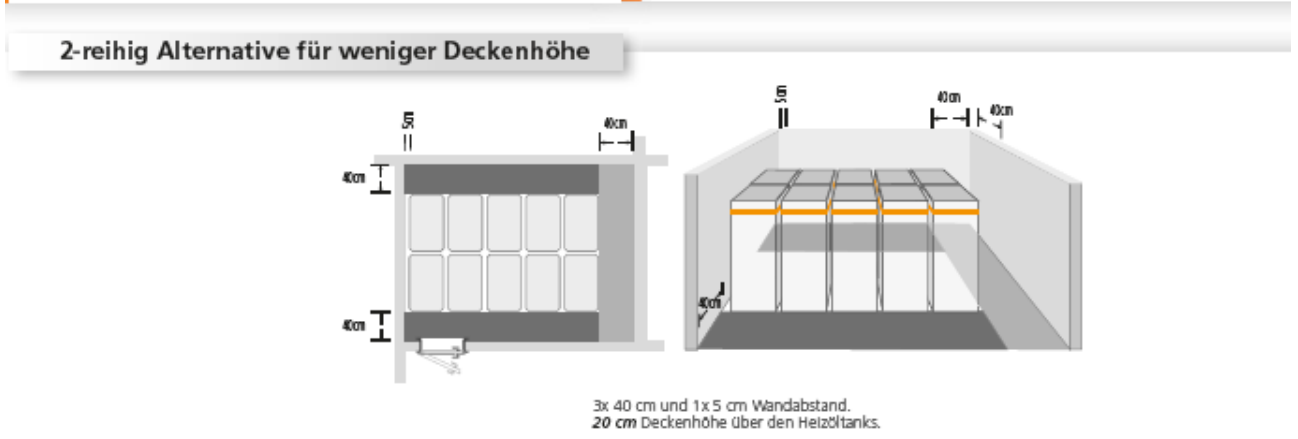 2-reihig Alternative für weniger Deckenhöhe
5cm
40cm
40cm
40cm
5cm
40cm
40cm
40cm
3x 40 cm und 1x 5 cm Wandabstand.
20 cm Deckenhöhe über den Heizöltanks.